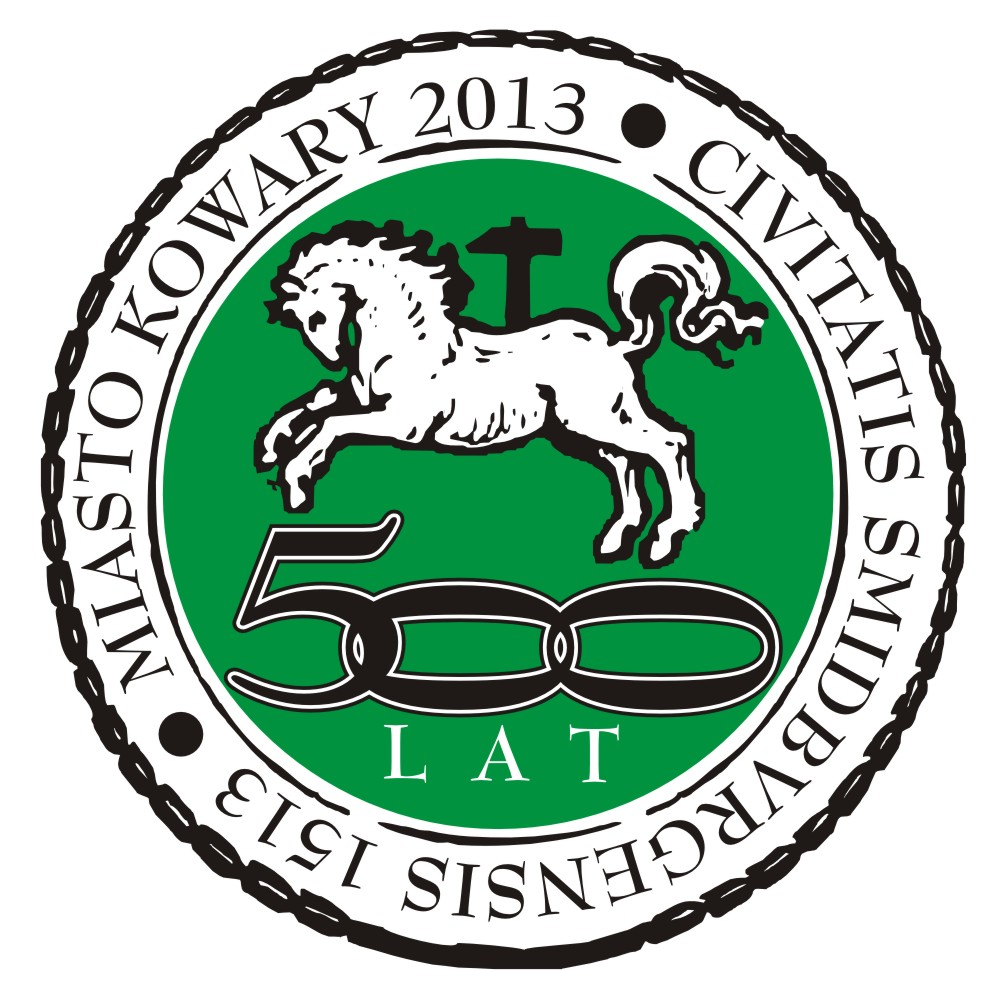 MIASTO KOWARY 2013 • CIVITATIS SMIDBVRGENSIS 1513 •
500
LAT